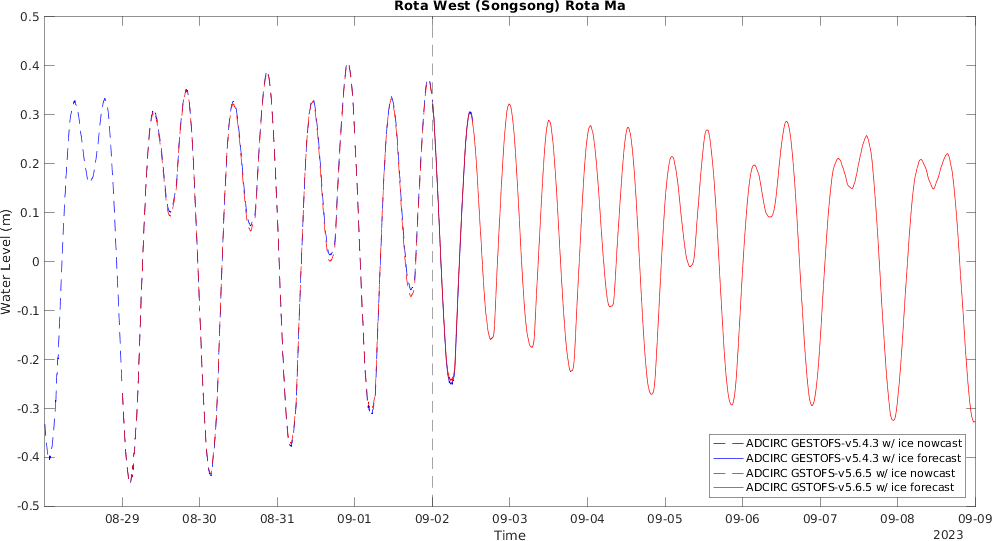 Rota West (Songsong) Rota Ma
0.5
0.4
0.3
0.2
0.1
0
-0.1
-0.2
-0.3
-0.4
-0.5
Water Level (m)
ADCIRC GESTOFS-v5.4.3 w/ ice nowcast
ADCIRC GESTOFS-v5.4.3 w/ ice forecast
ADCIRC GSTOFS-v5.6.5 w/ ice nowcast
ADCIRC GSTOFS-v5.6.5 w/ ice forecast
08-29 08-30 08-31 09-01 09-02 09-03 09-04 09-05 09-06 09-07 09-08 09-09
Time
2023